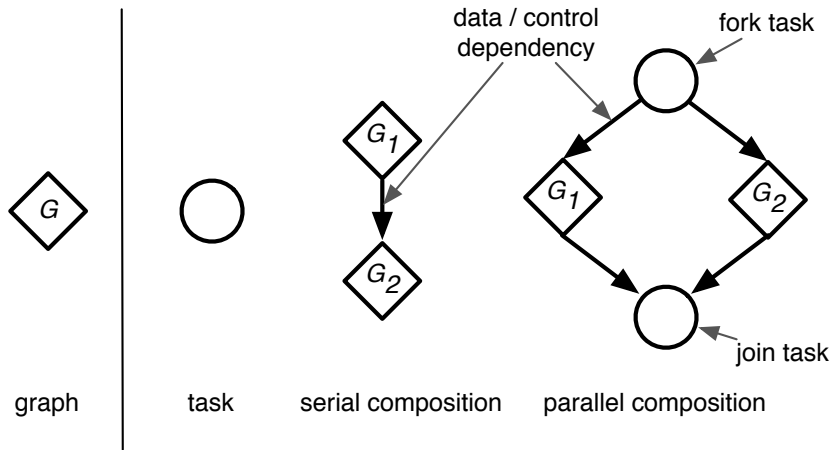 data / control
dependency
fork task
G1
G
G1
G2
G2
join task
graph
task
serial composition
parallel composition